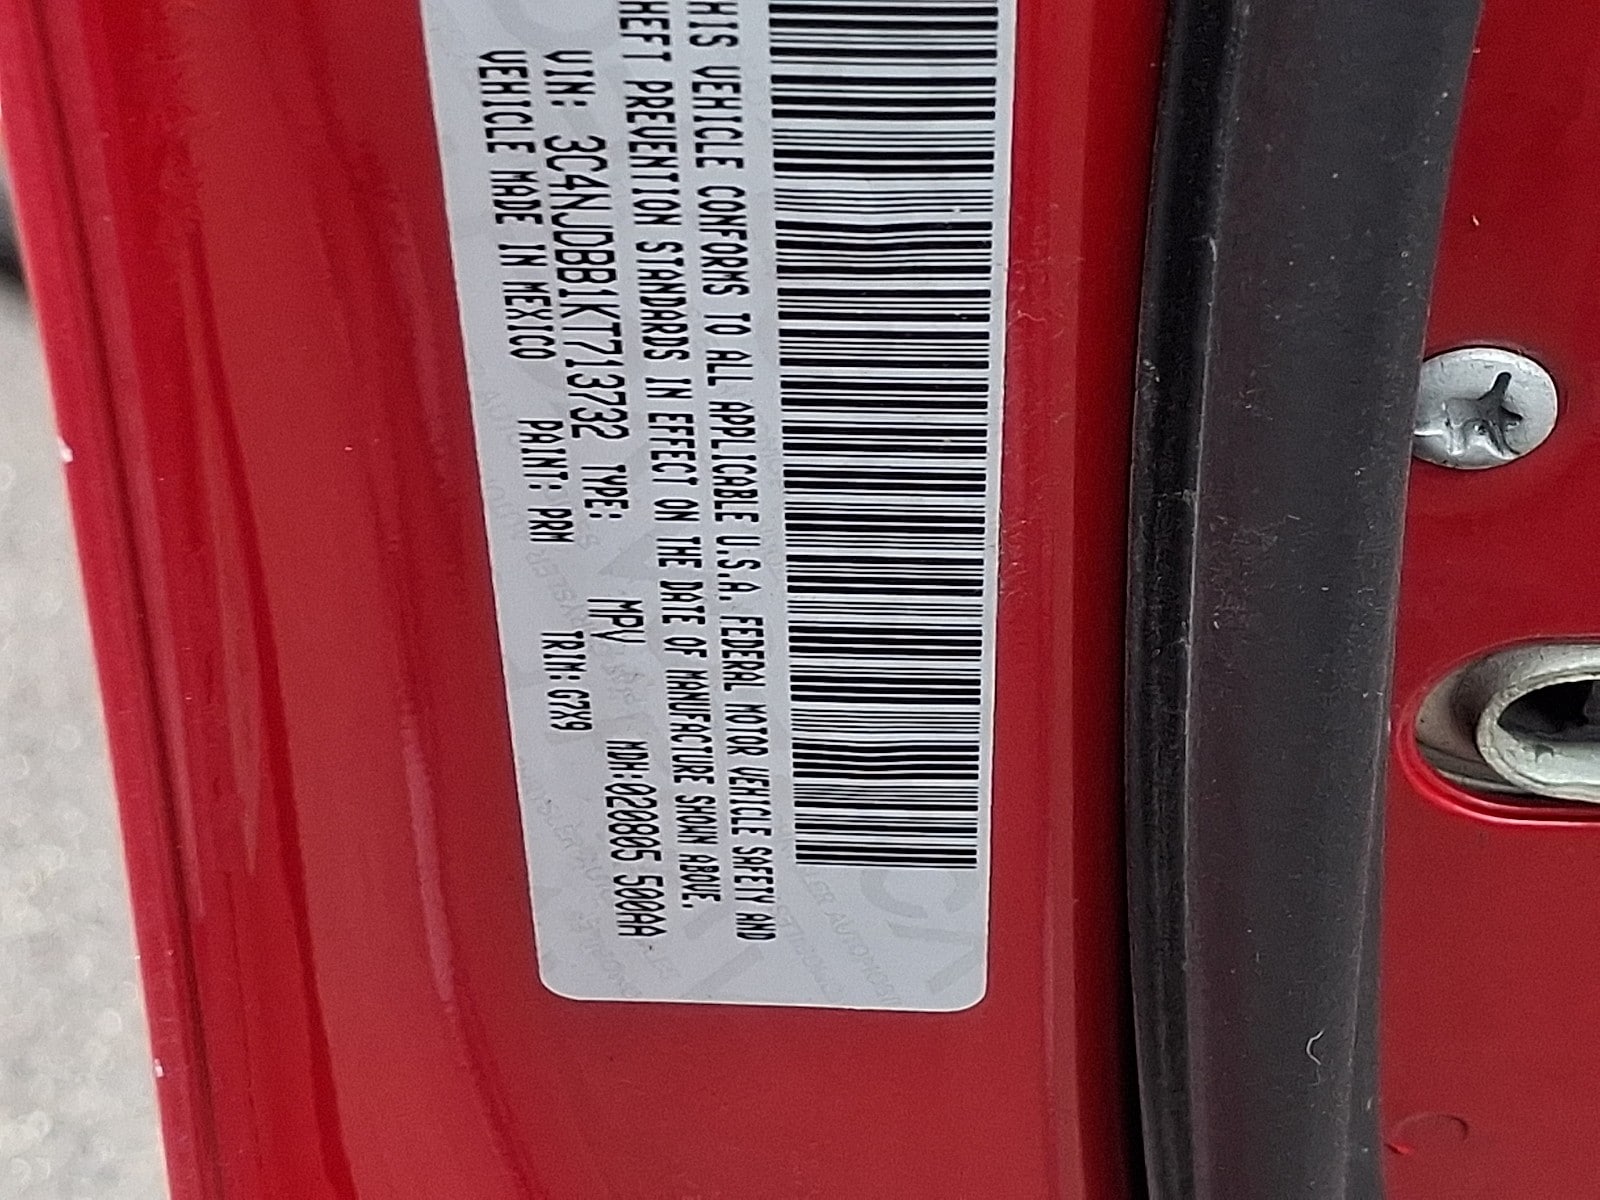 HIS VEHICLE CONFORMS TO ALL APPLICABLE U.S.A. FEDERAL MOTOR VEHICLE SAFETY AND
HEFT PREVENTION STANDARDS IN EFFECT ON THE DATE OF MANUFACTURE SHOWN ABOVE.
VIN: 3C4NJDBB1KT713732 TYPE: MPV MDH:020805 500AA
VEHICLE MADE IN MEXICO PAINT: PRM TRIM: G7X9